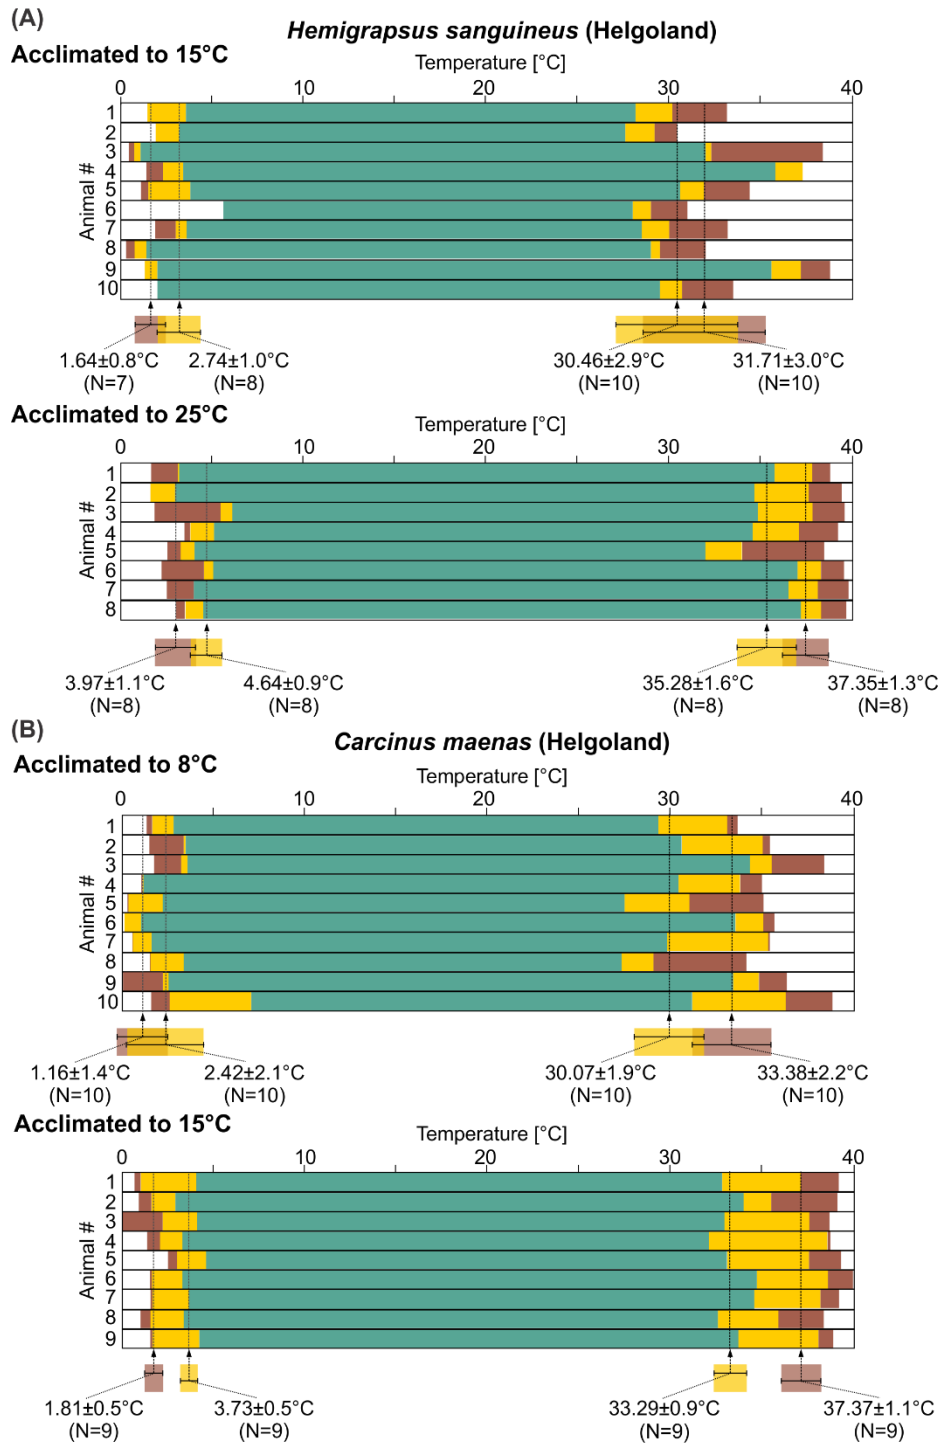 (A)
Hemigrapsus sanguineus (Helgoland)
Acclimated to 15°C
Temperature [°C]
0 10 20 30 40
Animal #
1
2
3
4
5
6
7
8
9
10
1.64±0.8°C 2.74±1.0°C 30.46±2.9°C 31.71±3.0°C
(N=7) (N=8) (N=10) (N=10)
Acclimated to 25°C
Temperature [°C]
0 10 20 30 40
Animal #
1
2
3
4
5
6
7
8
3.97±1.1°C 4.64±0.9°C 35.28±1.6°C 37.35±1.3°C
(N=8) (N=8) (N=8) (N=8)
(B)
Carcinus maenas (Helgoland)
Acclimated to 8°C
Temperature [°C]
0 10 20 30 40
Animal #
1
2
3
4
5
6
7
8
9
10
1.16±1.4°C 2.42±2.1°C 30.07±1.9°C 33.38±2.2°C
(N=10) (N=10) (N=10) (N=10)
Acclimated to 15°C
Temperature [°C]
0 10 20 30 40
Animal #
1
2
3
4
5
6
7
8
9
1.81±0.5°C 3.73±0.5°C 33.29±0.9°C 37.37±1.1°C
(N=9) (N=9) (N=9) (N=9)